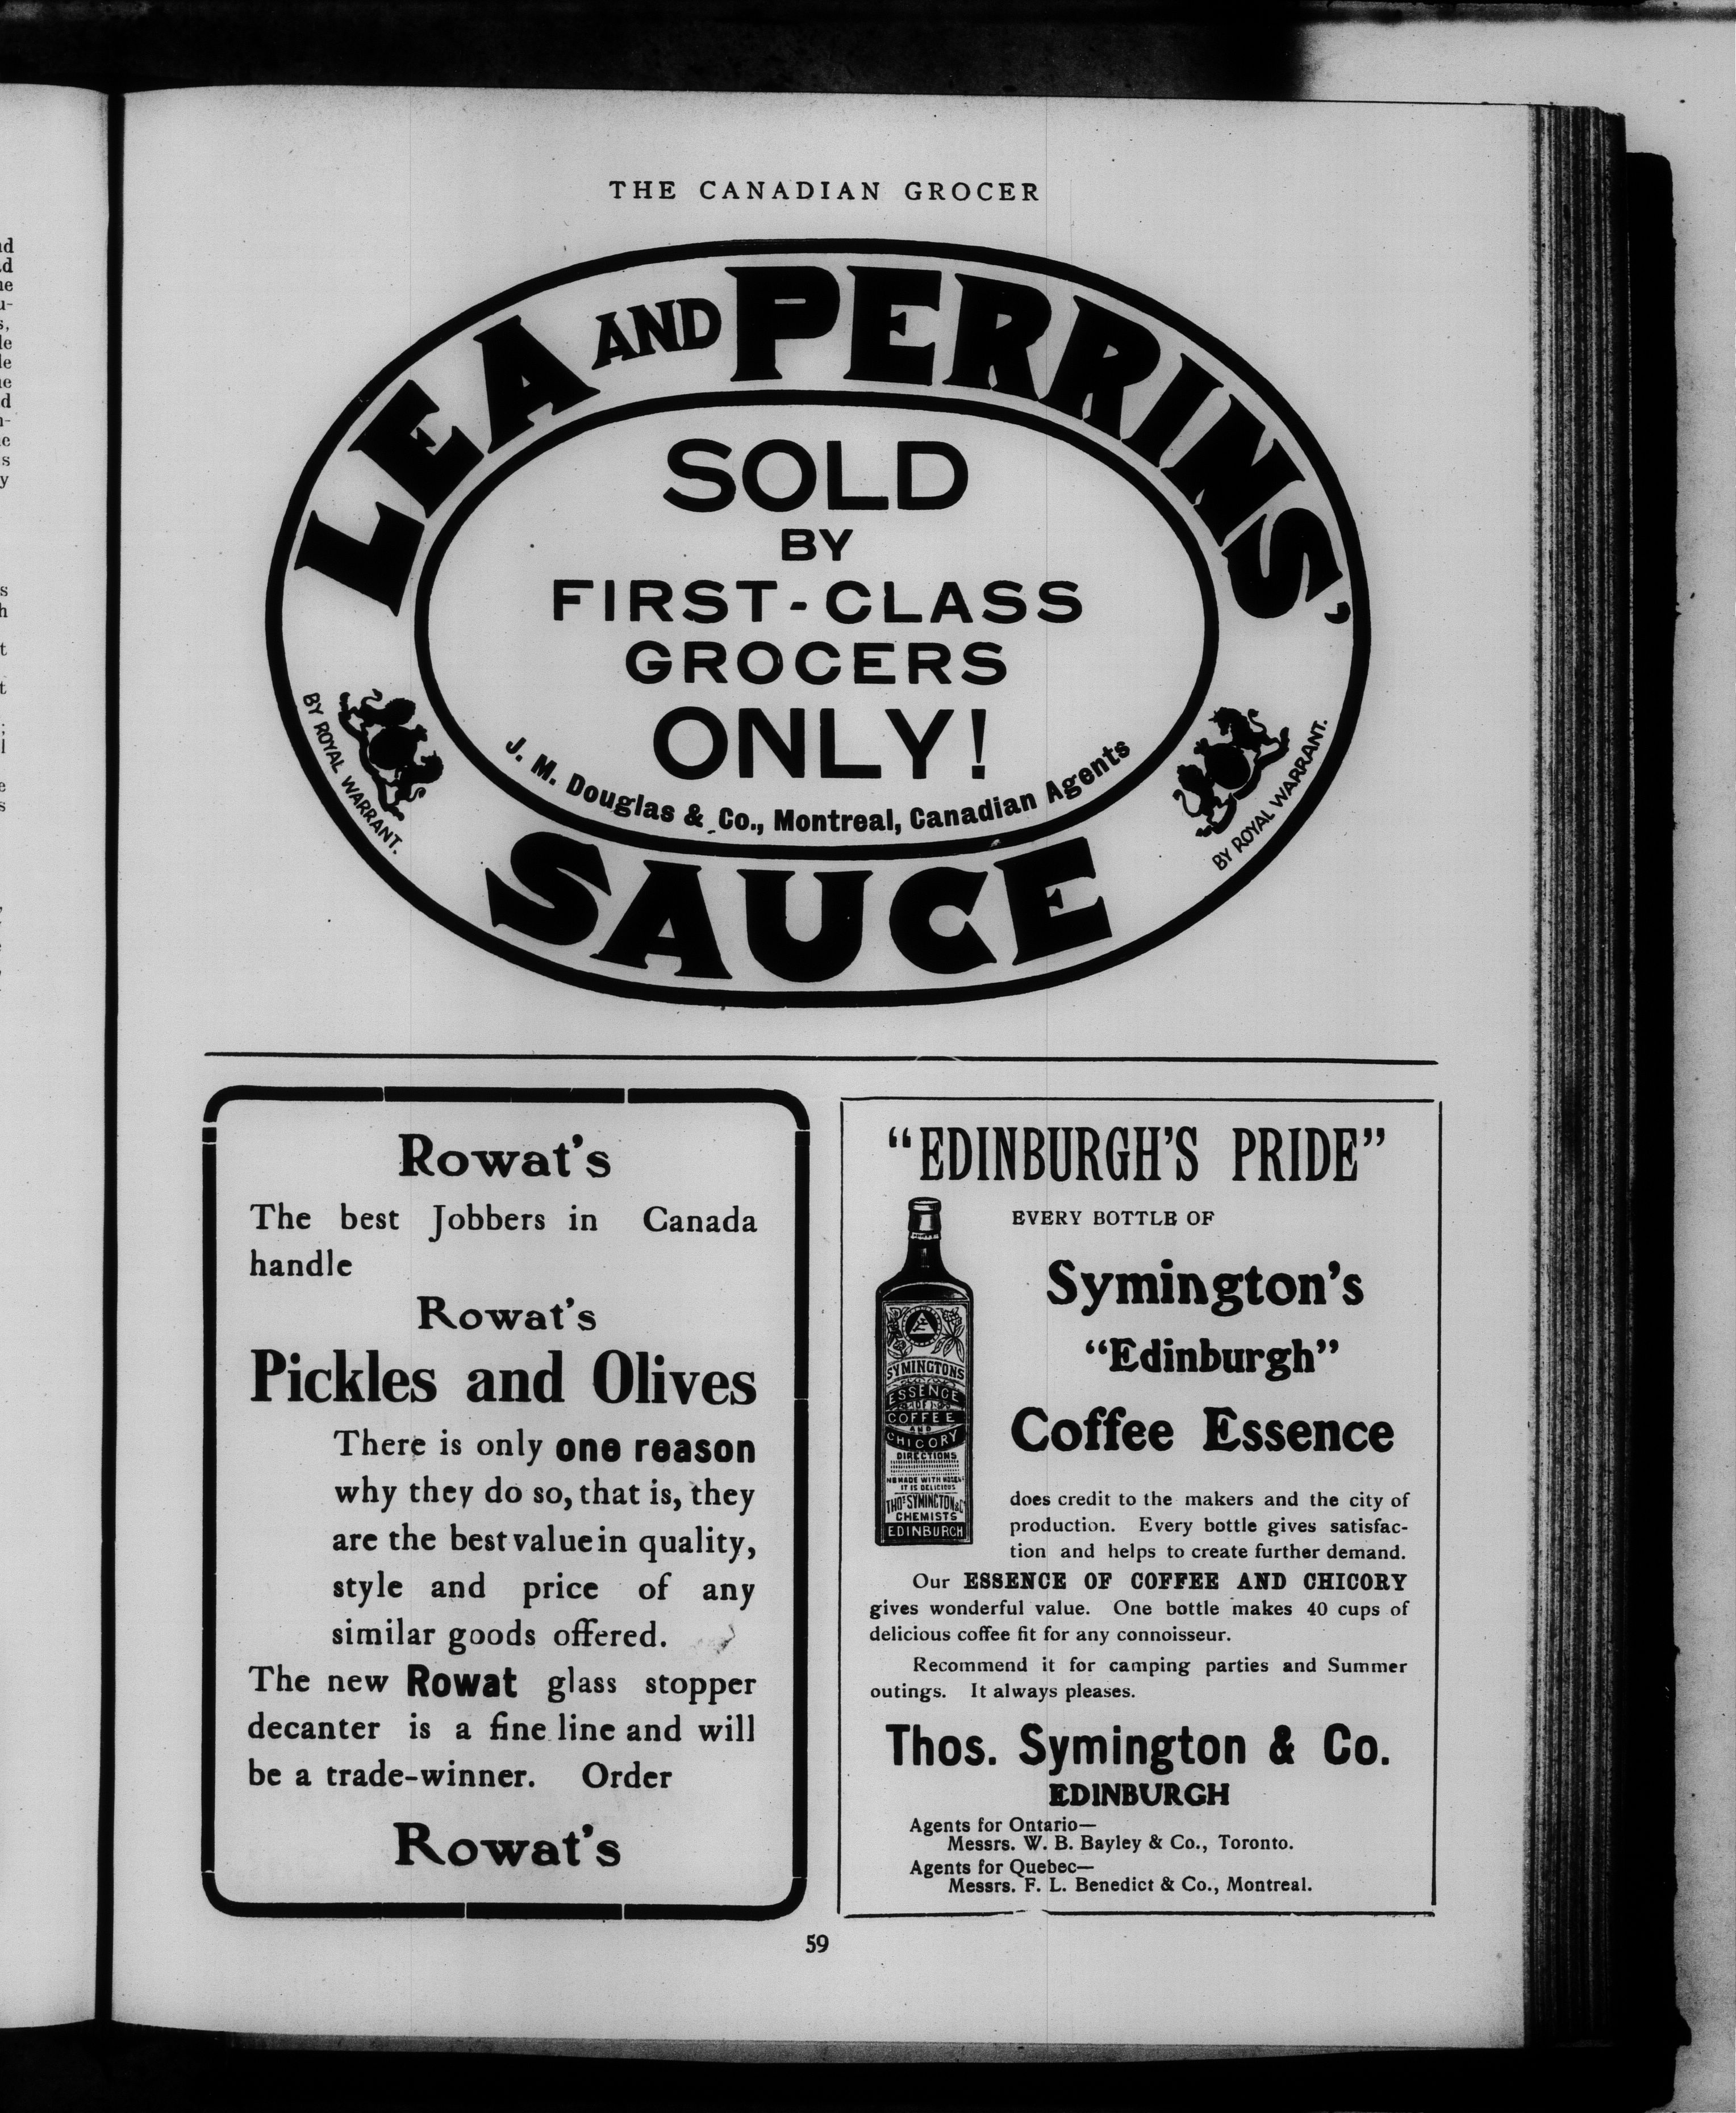 THE CANADIAN GROCER
LEA AND PERRINS'
SOLD
BY
FIRST-CLASS
GROCERS
ONLY!
J. M. Douglas & Co., Montreal, Canadian Agents
BY ROYAL WARRANT.
BY ROYAL WARRANT.
SAUCE
Rowat's
The best Jobbers in Canada
handle
Rowat's
Pickles and Olives
There is only one reason
why they do so, that is, they
are the best value in quality,
style and price of any
similar goods offered.
The new Rowat glass stopper
decanter is a fine line and will
be a trade-winner. Order
Rowat's
"EDINBURGH'S PRIDE"
EVERY BOTTLE OF
Symington's
"Edinburgh"
Coffee Essence
SYMINGTONS
ESSENCE
OF
COFFEE
AND
CHICORY
DIRECTIONS
IT IS DELICIOUS
THOS SYMINGTON & CO
CHEMISTS
EDINBURGH
does credit to the makers and the city of
production. Every bottle gives satisfac-
tion and helps to create further demand.
Our ESSENCE OF COFFEE AND CHICORY
gives wonderful value. One bottle makes 40 cups of
delicious coffee fit for any connoisseur.
Recommend it for camping parties and Summer
outings. It always pleases.
Thos. Symington & Co.
EDINBURGH
Agents for Ontario—
Messrs. W. B. Bayley & Co., Toronto.
Agents for Quebec—
Messrs. F. L. Benedict & Co., Montreal.
59